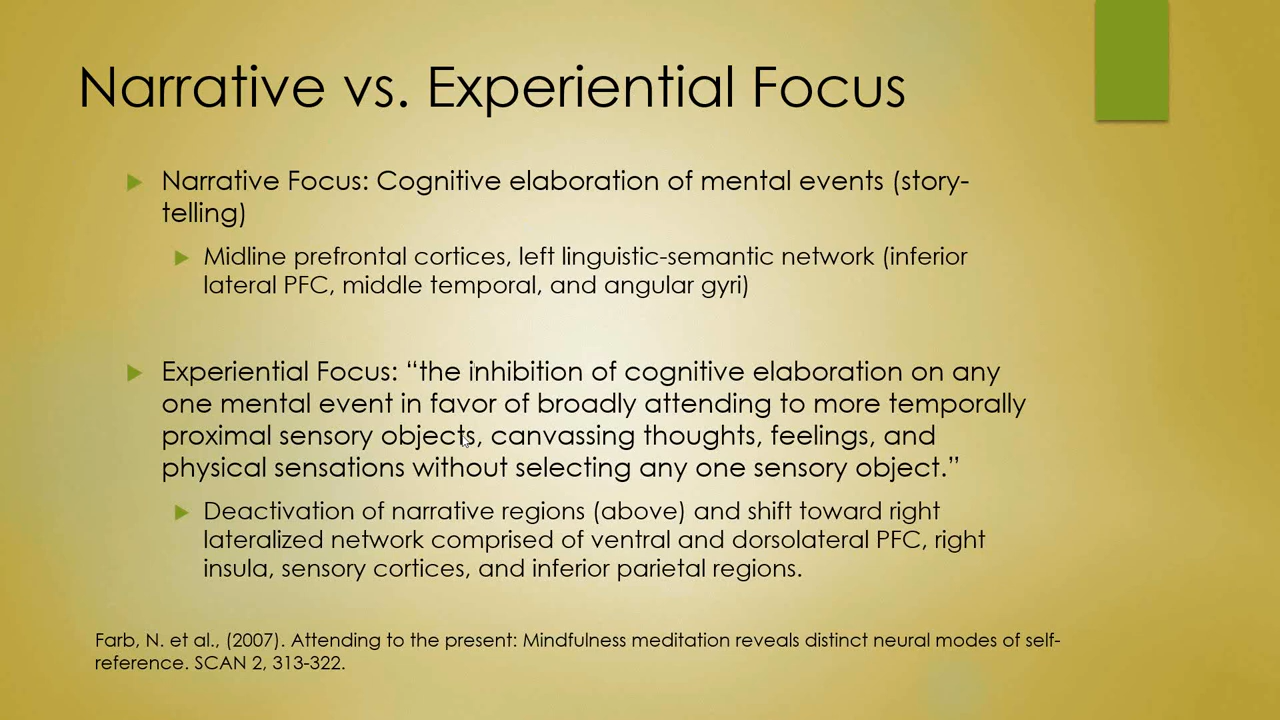 Narrative vs. Experiential Focus
Narrative Focus: Cognitive elaboration of mental events (story-
telling)
Midline prefrontal cortices, left linguistic-semantic network (inferior
lateral PFC, middle temporal, and angular gyri)
Experiential Focus: “the inhibition of cognitive elaboration on any
one mental event in favor of broadly attending to more temporally
proximal sensory objects, canvassing thoughts, feelings, and
physical sensations without selecting any one sensory object.”
Deactivation of narrative regions (above) and shift toward right
lateralized network comprised of ventral and dorsolateral PFC, right
insula, sensory cortices, and inferior parietal regions.
Farb, N. et al., (2007). Attending to the present: Mindfulness meditation reveals distinct neural modes of self-
reference. SCAN 2, 313-322.